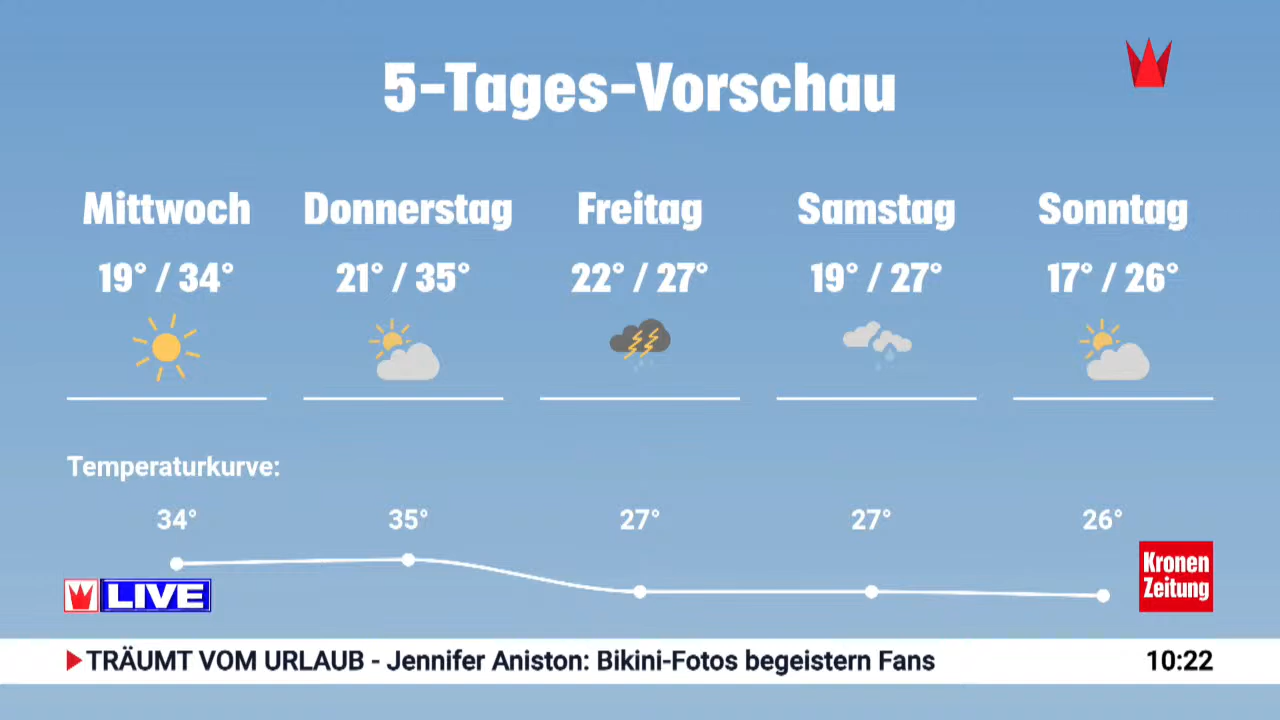 5-Tages-Vorschau
Mittwoch Donnerstag Freitag Samstag Sonntag
19° / 34° 21° / 35° 22° / 27° 19° / 27° 17° / 26°
Temperaturkurve:
34° 35° 27° 27° 26°
Kronen
Zeitung
LIVE
TRÄUMT VOM URLAUB - Jennifer Aniston: Bikini-Fotos begeistern Fans 10:22